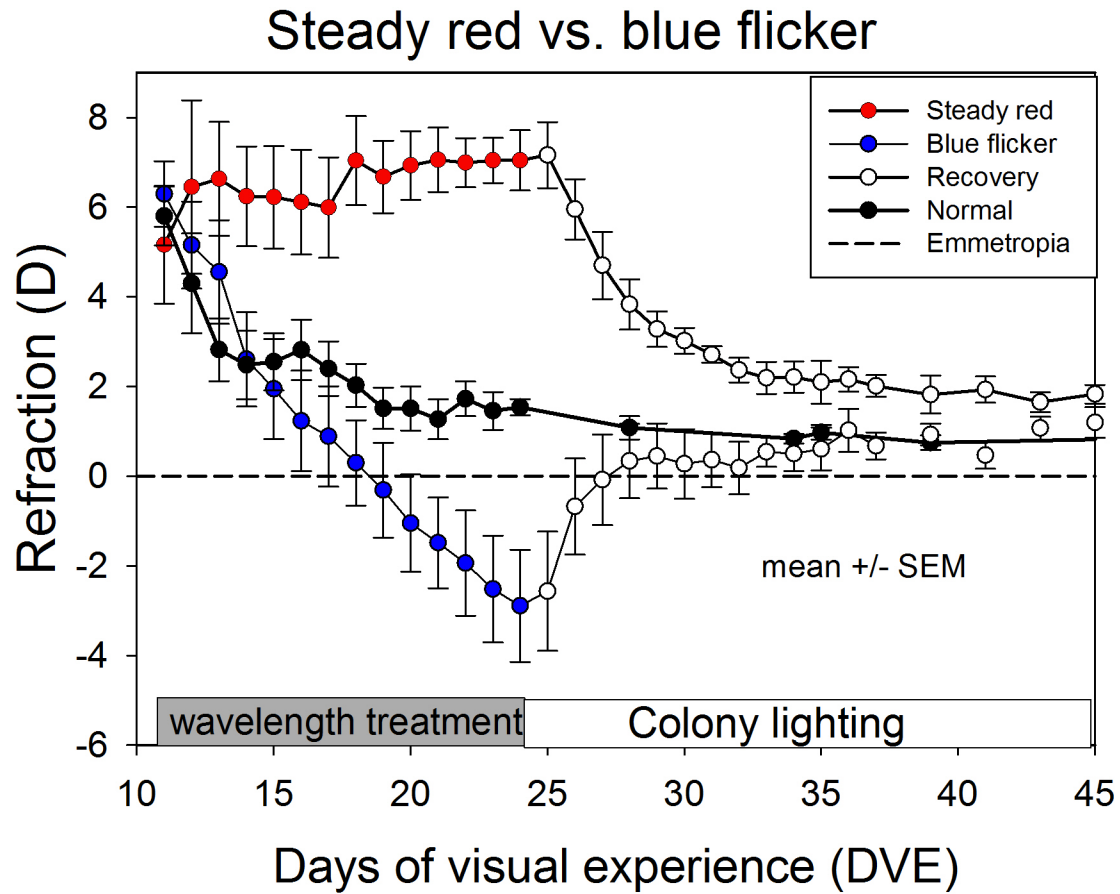 Steady red vs. blue flicker
Steady red
Blue flicker
Recovery
Normal
Emmetropia
8
6
4
2
0
-2
-4
-6
Refraction (D)
mean +/- SEM
wavelength treatment
Colony lighting
10 15 20 25 30 35 40 45
Days of visual experience (DVE)